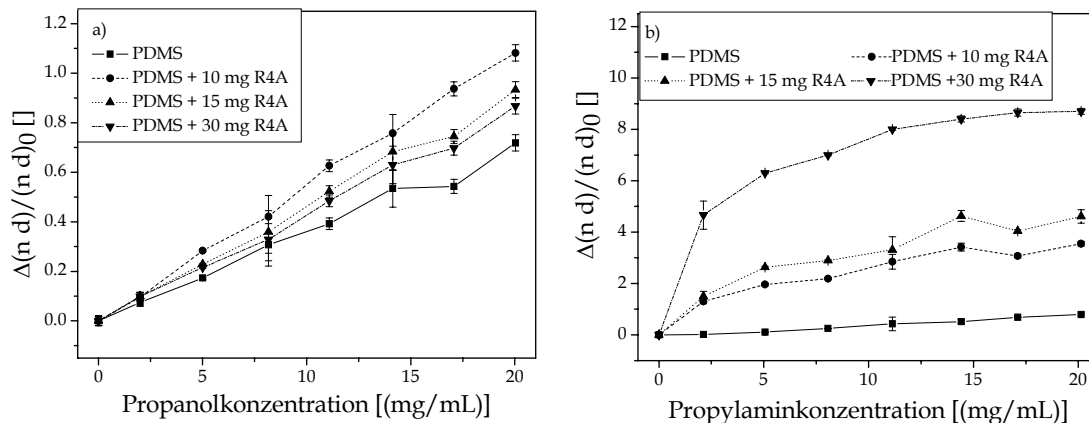 a)
PDMS
PDMS + 10 mg R4A
PDMS + 15 mg R4A
PDMS + 30 mg R4A
1.2
1.0
0.8
0.6
0.4
0.2
0.0
Δ(n d)/(n d)0 []
0 5 10 15 20
Propanolkonzentration [(mg/mL)]
b)
PDMS PDMS + 10 mg R4A
PDMS + 15 mg R4A PDMS +30 mg R4A
12
8
6
4
2
0
Δ(n d)/(n d)0 []
0 5 10 15 20
Propylaminkonzentration [(mg/mL)]